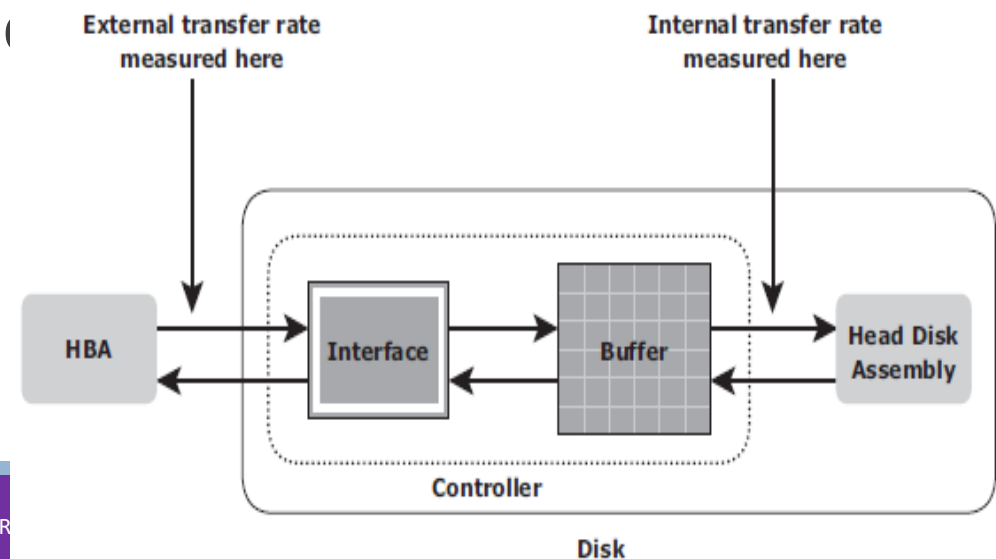 External transfer rate
measured here
Internal transfer rate
measured here
HBA
Interface
Buffer
Head Disk
Assembly
Controller
Disk
R